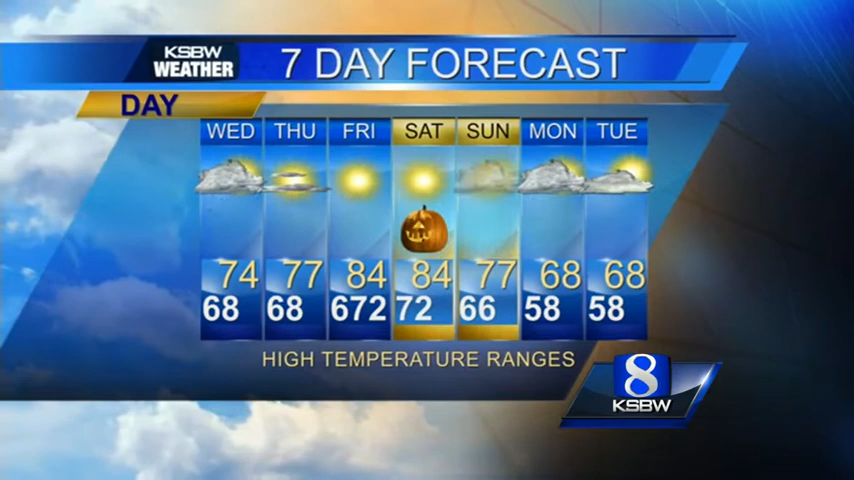 KSBW
WEATHER
7 DAY FORECAST
DAY
WED THU FRI SAT SUN MON TUE
74 77 84 84 77 68 68
68 68 672 72 66 58 58
HIGH TEMPERATURE RANGES
8
KSBW